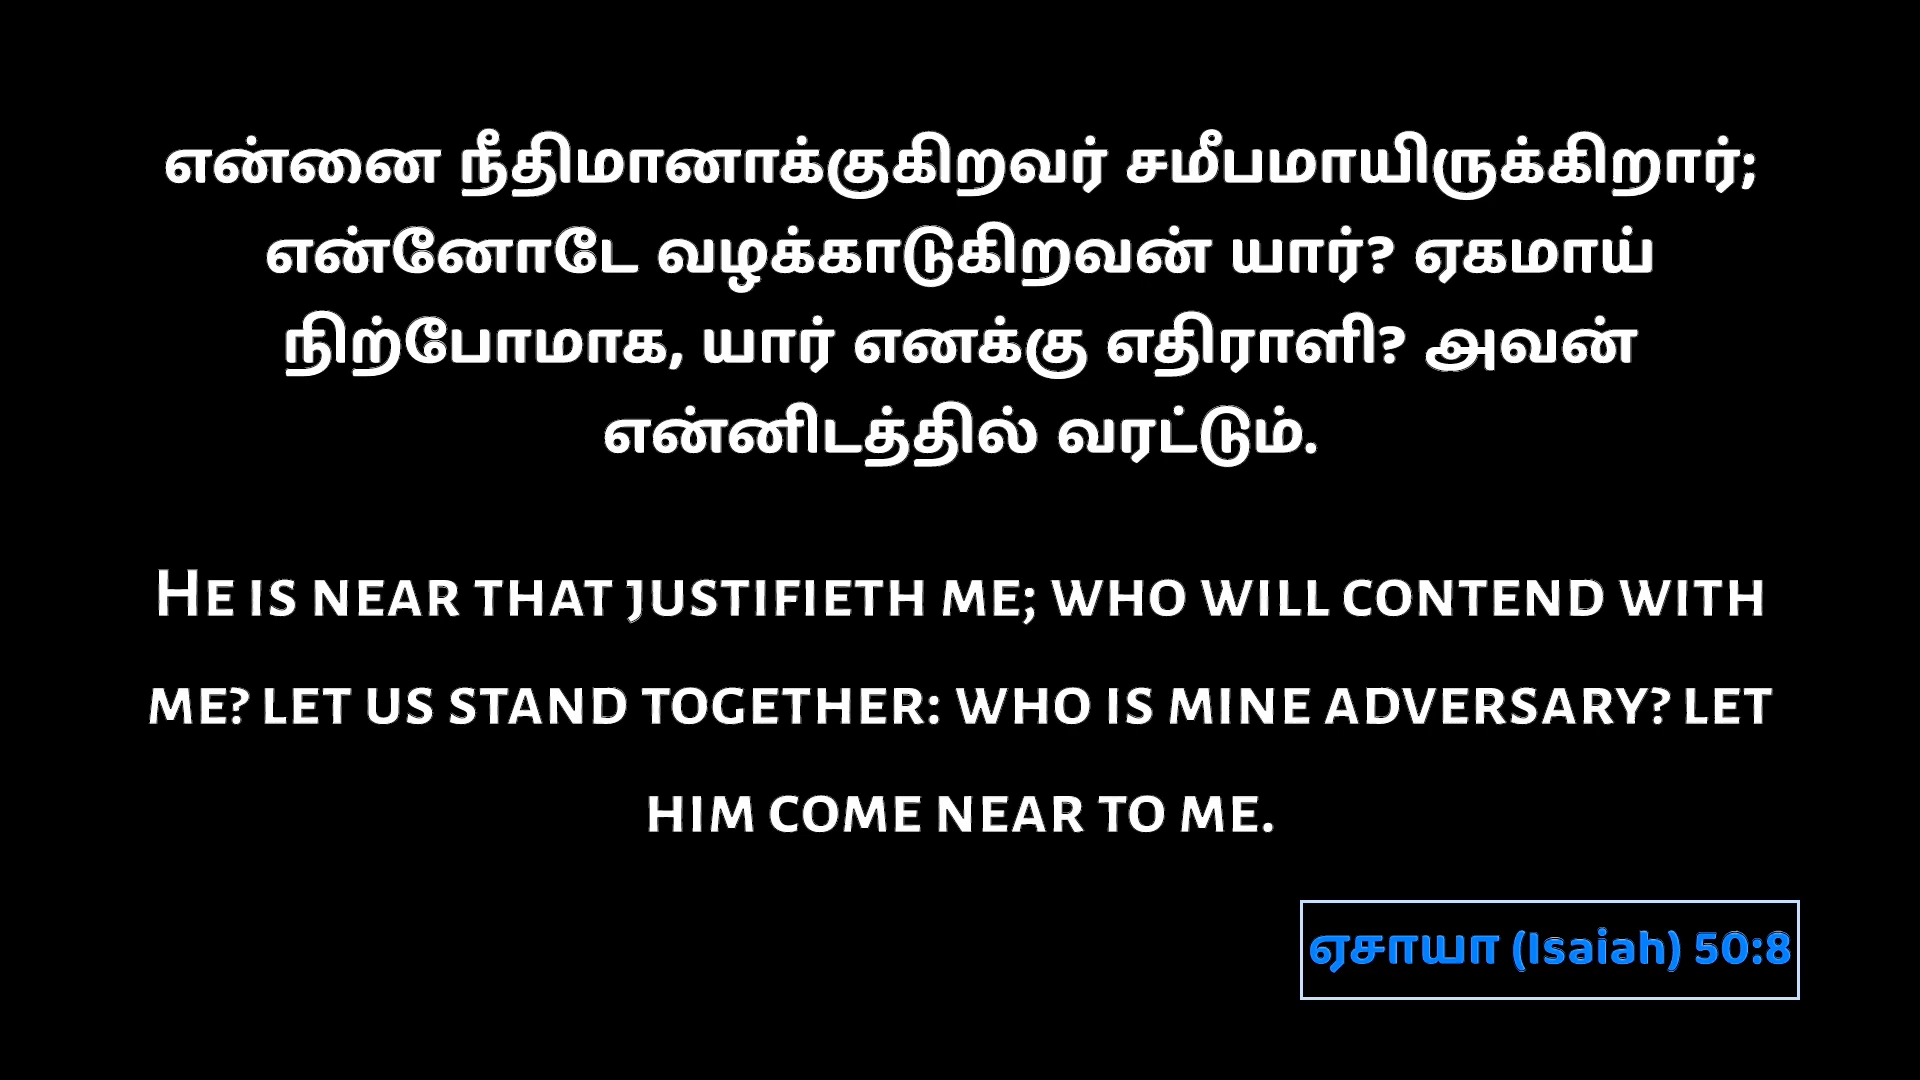 என்னை நீதிமானாக்குகிறவர் சமீபமாயிருக்கிறார்;
என்னோடே வழக்காடுகிறவன் யார்? ஏகமாய்
நிற்போமாக, யார் எனக்கு எதிராளி? அவன்
என்னிடத்தில் வரட்டும்.
He is near that justifieth me; who will contend with
me? let us stand together: who is mine adversary? let
him come near to me.
ஏசாயா (Isaiah) 50:8